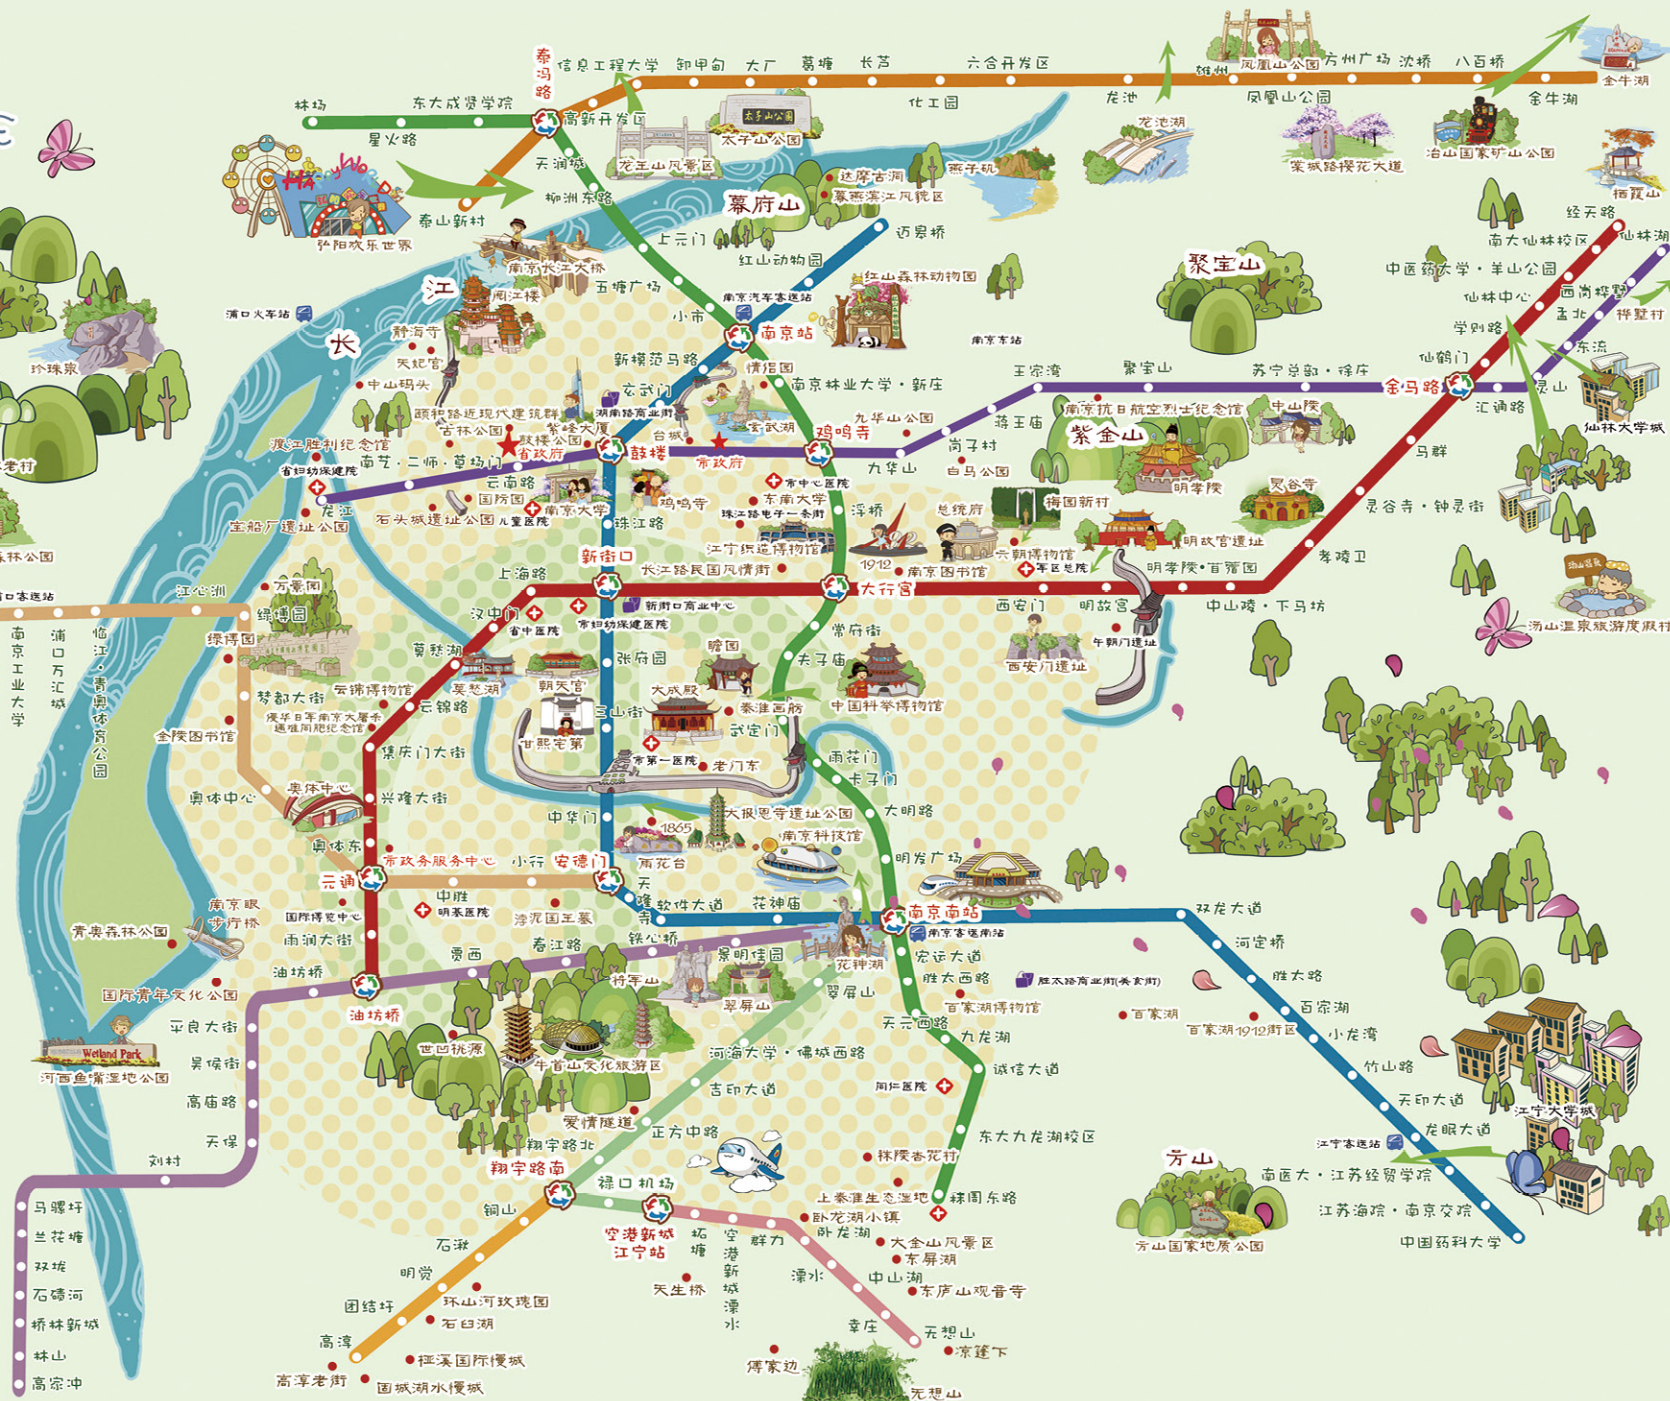 泰冯路
信息工程大学
卸甲甸
大厂
葛塘
长芦
六合开发区
雄州
凤凰山公园
方州广场
沈桥
八百桥
金牛湖
林场
东大成贤学院
高新开发区
化工园
龙池
凤凰山公园
金牛湖
星火路
太子山公園
太子山公园
龙池湖
天润城
龙王山风景区
棠城路樱花大道
冶山国家矿山公园
燕子矶
达摩古洞
幕燕滨江风貌区
柳洲东路
幕府山
栖霞山
泰山新村
弘阳欢乐世界
上元门
红山动物园
迈皋桥
经天路
南大仙林校区
仙林湖
南京长江大桥
阅江楼
江
五塘广场
红山森林动物园
聚宝山
中医药大学·羊山公园
仙林中心
西岗桦墅
孟北
桦墅村
浦口火车站
南京汽车客运站
小市
南京站
南京东站
学则路
长
静海寺
天妃宫
新模范马路
情侣园
仙鹤门
东流
珍珠泉
中山码头
玄武门
南京林业大学·新庄
王家湾
聚宝山
苏宁总部·徐庄
金马路
灵山
汇通路
颐和路近现代建筑群
湖南路商业街
紫峰大厦
玄武湖
九华山公园
蒋王庙
南京抗日航空烈士纪念馆
中山陵
仙林大学城
古林公园
鼓楼公园
省政府
台城
市政府
鸡鸣寺
岗子村
紫金山
渡江胜利纪念馆
省妇幼保健院
南艺·二师·草场门
鼓楼
九华山
白马公园
马群
云南路
龙江
国防园
南京大学
鸡鸣寺
市中心医院
东南大学
明孝陵
灵谷寺
宝船厂遗址公园
石头城遗址公园
儿童医院
珠江路
珠江路电子一条街
浮桥
总统府
梅园新村
灵谷寺·钟灵街
江宁织造博物馆
1912
六朝博物馆
明故宫遗址
新街口
长江路民国风情街
南京图书馆
军区总院
孝陵卫
上海路
大行宫
明孝陵·苜蓿园
江心洲
万景园
绿博园
汉中门
省中医院
新街口商业中心
市妇幼保健医院
西安门
明故宫
中山陵·下马坊
汤山温泉旅游度假村
南京工业大学
浦口万汇城
临江·青奥体育公园
绿博园
莫愁湖
常府街
午朝门遗址
张府园
瞻园
夫子庙
西安门遗址
莫愁湖
朝天宫
大成殿
梦都大街
云锦博物馆
云锦路
三山街
秦淮画舫
中国科举博物馆
侵华日军南京大屠杀
遇难同胞纪念馆
金陵图书馆
甘熙宅第
武定门
集庆门大街
市第一医院
老门东
雨花门
卡子门
奥体中心
奥体中心
兴隆大街
中华门
1865
大报恩寺遗址公园
大明路
奥体东
南京科技馆
市政务服务中心
小行
安德门
雨花台
明发广场
元通
中胜
天隆寺
南京眼
步行桥
国际博览中心
明基医院
浡泥国王墓
软件大道
花神庙
南京南站
双龙大道
南京客运南站
青奥森林公园
雨润大街
铁心桥
河定桥
贾西
春江路
景明佳园
花神湖
宏运大道
油坊桥
将军山
胜太西路
胜太路商业街(美食街)
胜太路
国际青年文化公园
翠屏山
翠屏山
百家湖博物馆
百家湖
百家湖
油坊桥
天元西路
百家湖1912街区
平良大街
小龙湾
九龙湖
Wetland Park
世凹桃源
河海大学·佛城西路
吴侯街
牛首山文化旅游区
诚信大道
竹山路
河西鱼嘴湿地公园
吉印大道
同仁医院
高庙路
天印大道
江宁大学城
爱情隧道
正方中路
龙眠大道
天保
翔宇路北
东大九龙湖校区
江宁客运站
刘村
翔宇路南
秣陵杏花村
方山
南医大·江苏经贸学院
禄口机场
上秦淮生态湿地
秣周东路
马骡圩
铜山
卧龙湖小镇
江苏海院·南京交院
空港新城
江宁站
柘塘
空港新城溧水
群力
卧龙湖
大金山风景区
方山国家地质公园
中国药科大学
兰花塘
石湫
东屏湖
双垅
明觉
天生桥
溧水
中山湖
东庐山观音寺
石碛河
环山河玫瑰园
团结圩
石臼湖
桥林新城
幸庄
无想山
高淳
凉篷下
林山
桠溪国际慢城
傅家边
高家冲
高淳老街
固城湖水慢城
无想山